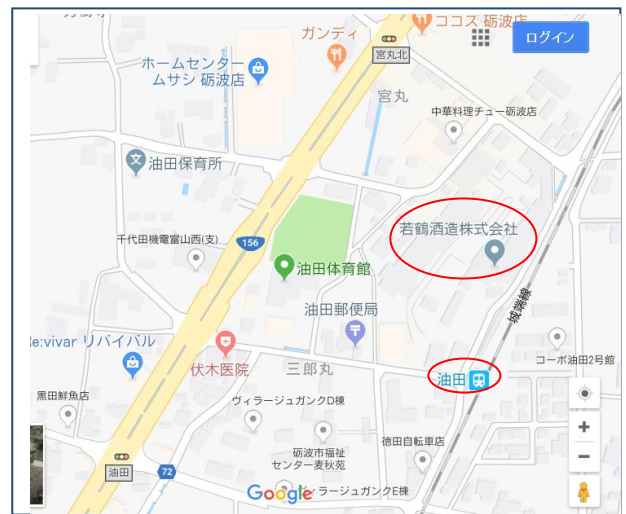 ココス 砺波店
ガンディ
ログイン
宮丸北
ホームセンター
ムサシ 砺波店
宮丸
中華料理チュー砺波店
油田保育所
若鶴酒造株式会社
千代田機電富山西(支)
156
油田体育館
城端線
油田郵便局
Re:vivar リバイバル
伏木医院
三郎丸
コーポ油田2号館
油田
黒田鮮魚店
ヴィラージュガンクD棟
徳田自転車店
砺波市福祉
センター麦秋苑
油田
72
Google
ラージュガンクE棟